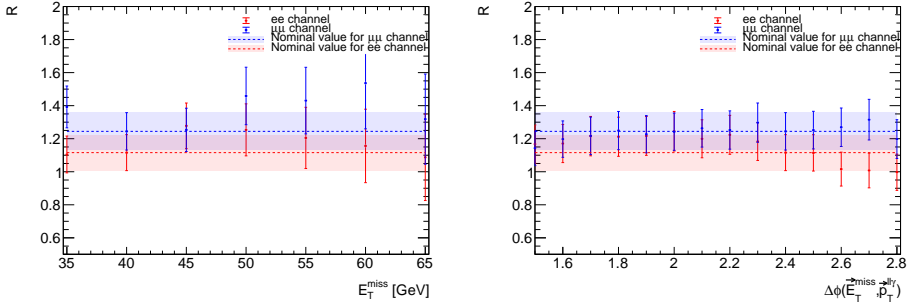 R
2
ee channel
μμ channel
Nominal value for μμ channel
Nominal value for ee channel
1.8
1.6
1.4
1.2
1
0.8
0.6
35 40 45 50 55 60 65
E_T^miss [GeV]
R
2
ee channel
μμ channel
Nominal value for μμ channel
Nominal value for ee channel
1.8
1.6
1.4
1.2
1
0.8
0.6
1.6 1.8 2 2.2 2.4 2.6 2.8
Δϕ(E_T^miss,p_T^llγ)